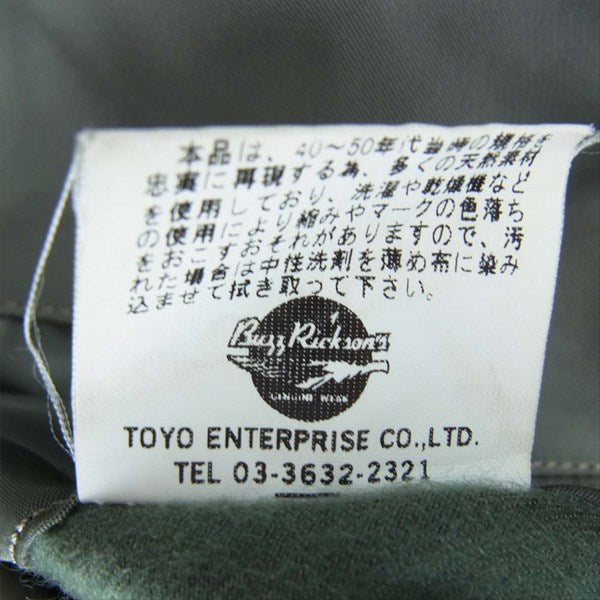 本品は、40～50年代当時の規格を
忠実に再現する為、多くの天然素材
を使用しており、洗濯や乾燥機など
の使用により縮みやマークの色落ち
をおこすおそれがありますので、汚
れた場合は中性洗剤を薄め布に染み
込ませて拭き取って下さい。
Buzz Rickson's
GENUINE WEAR
TOYO ENTERPRISE CO.,LTD.
TEL 03-3632-2321